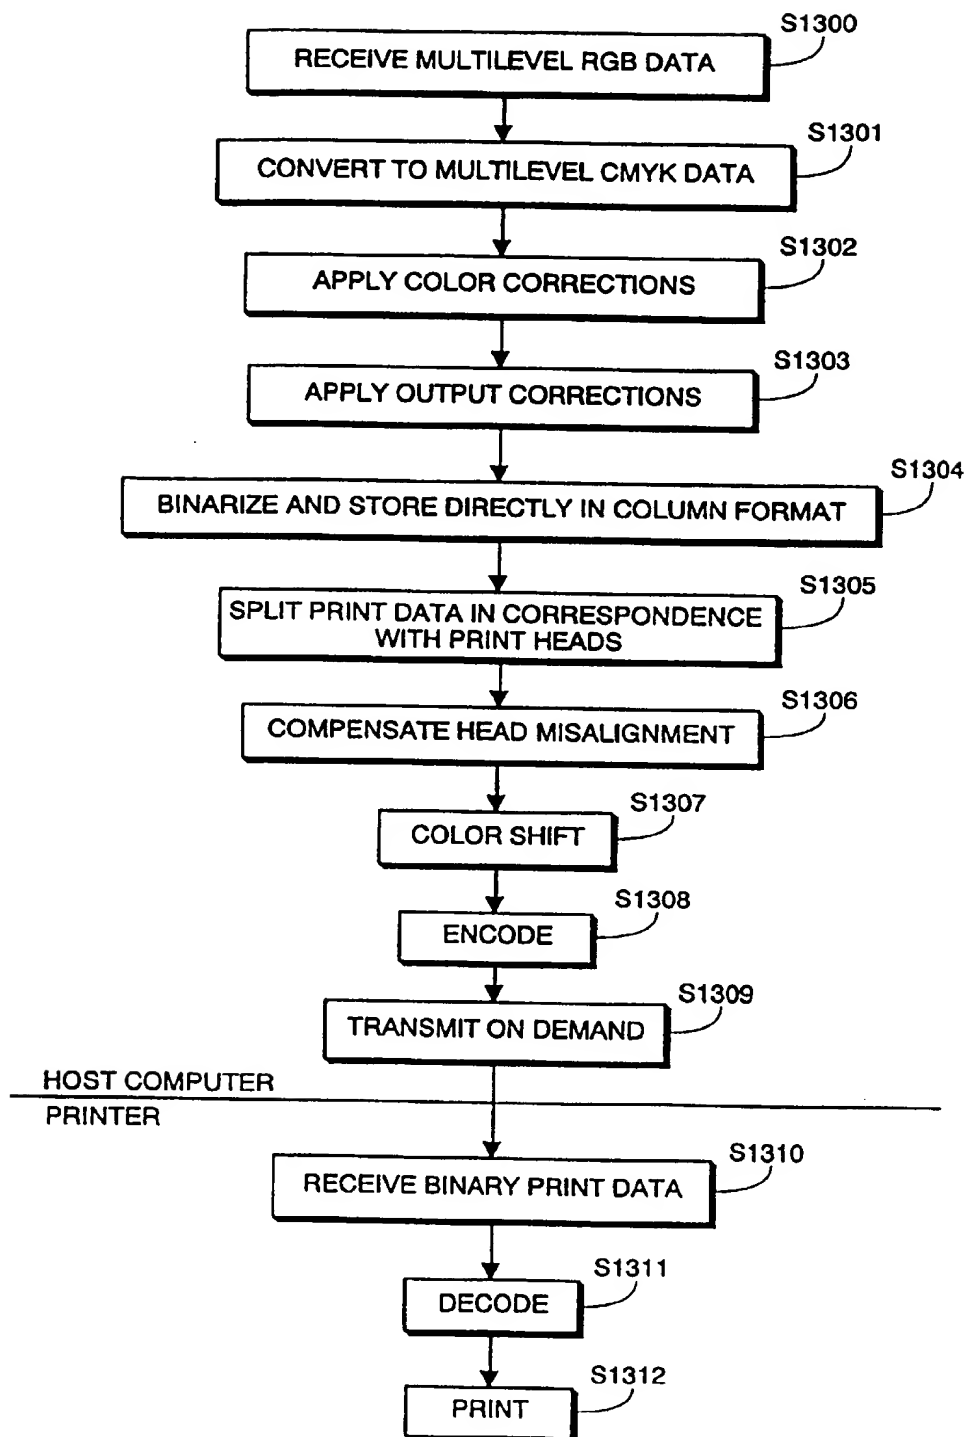 S1300
RECEIVE MULTILEVEL RGB DATA
S1301
CONVERT TO MULTILEVEL CMYK DATA
S1302
APPLY COLOR CORRECTIONS
S1303
APPLY OUTPUT CORRECTIONS
S1304
BINARIZE AND STORE DIRECTLY IN COLUMN FORMAT
S1305
SPLIT PRINT DATA IN CORRESPONDENCE
WITH PRINT HEADS
S1306
COMPENSATE HEAD MISALIGNMENT
S1307
COLOR SHIFT
S1308
ENCODE
S1309
TRANSMIT ON DEMAND
HOST COMPUTER
PRINTER
S1310
RECEIVE BINARY PRINT DATA
S1311
DECODE
S1312
PRINT